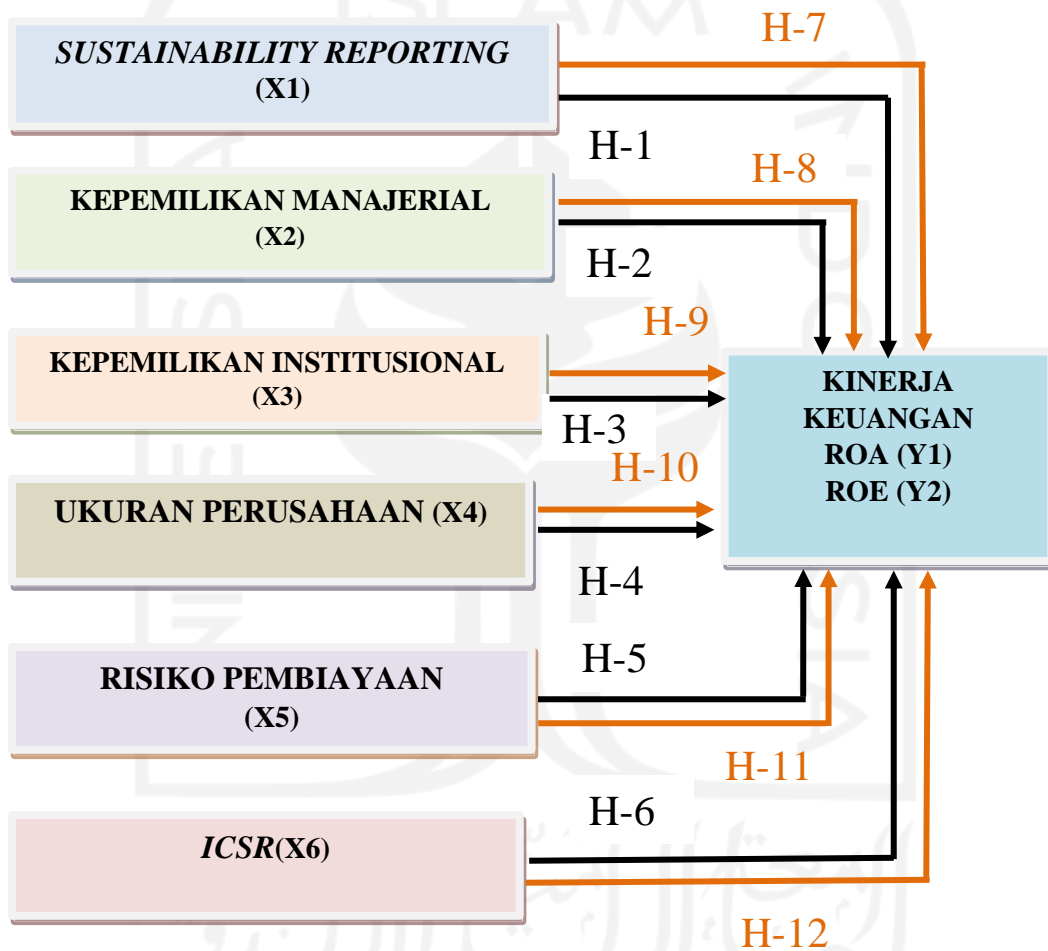 H-7
SUSTAINABILITY REPORTING
(X1)
H-1
H-8
KEPEMILIKAN MANAJERIAL
(X2)
H-2
H-9
KEPEMILIKAN INSTITUSIONAL
(X3)
H-3
KINERJA
KEUANGAN
ROA (Y1)
ROE (Y2)
H-10
UKURAN PERUSAHAAN (X4)
H-4
H-5
RISIKO PEMBIAYAAN
(X5)
H-11
H-6
ICSR(X6)
H-12